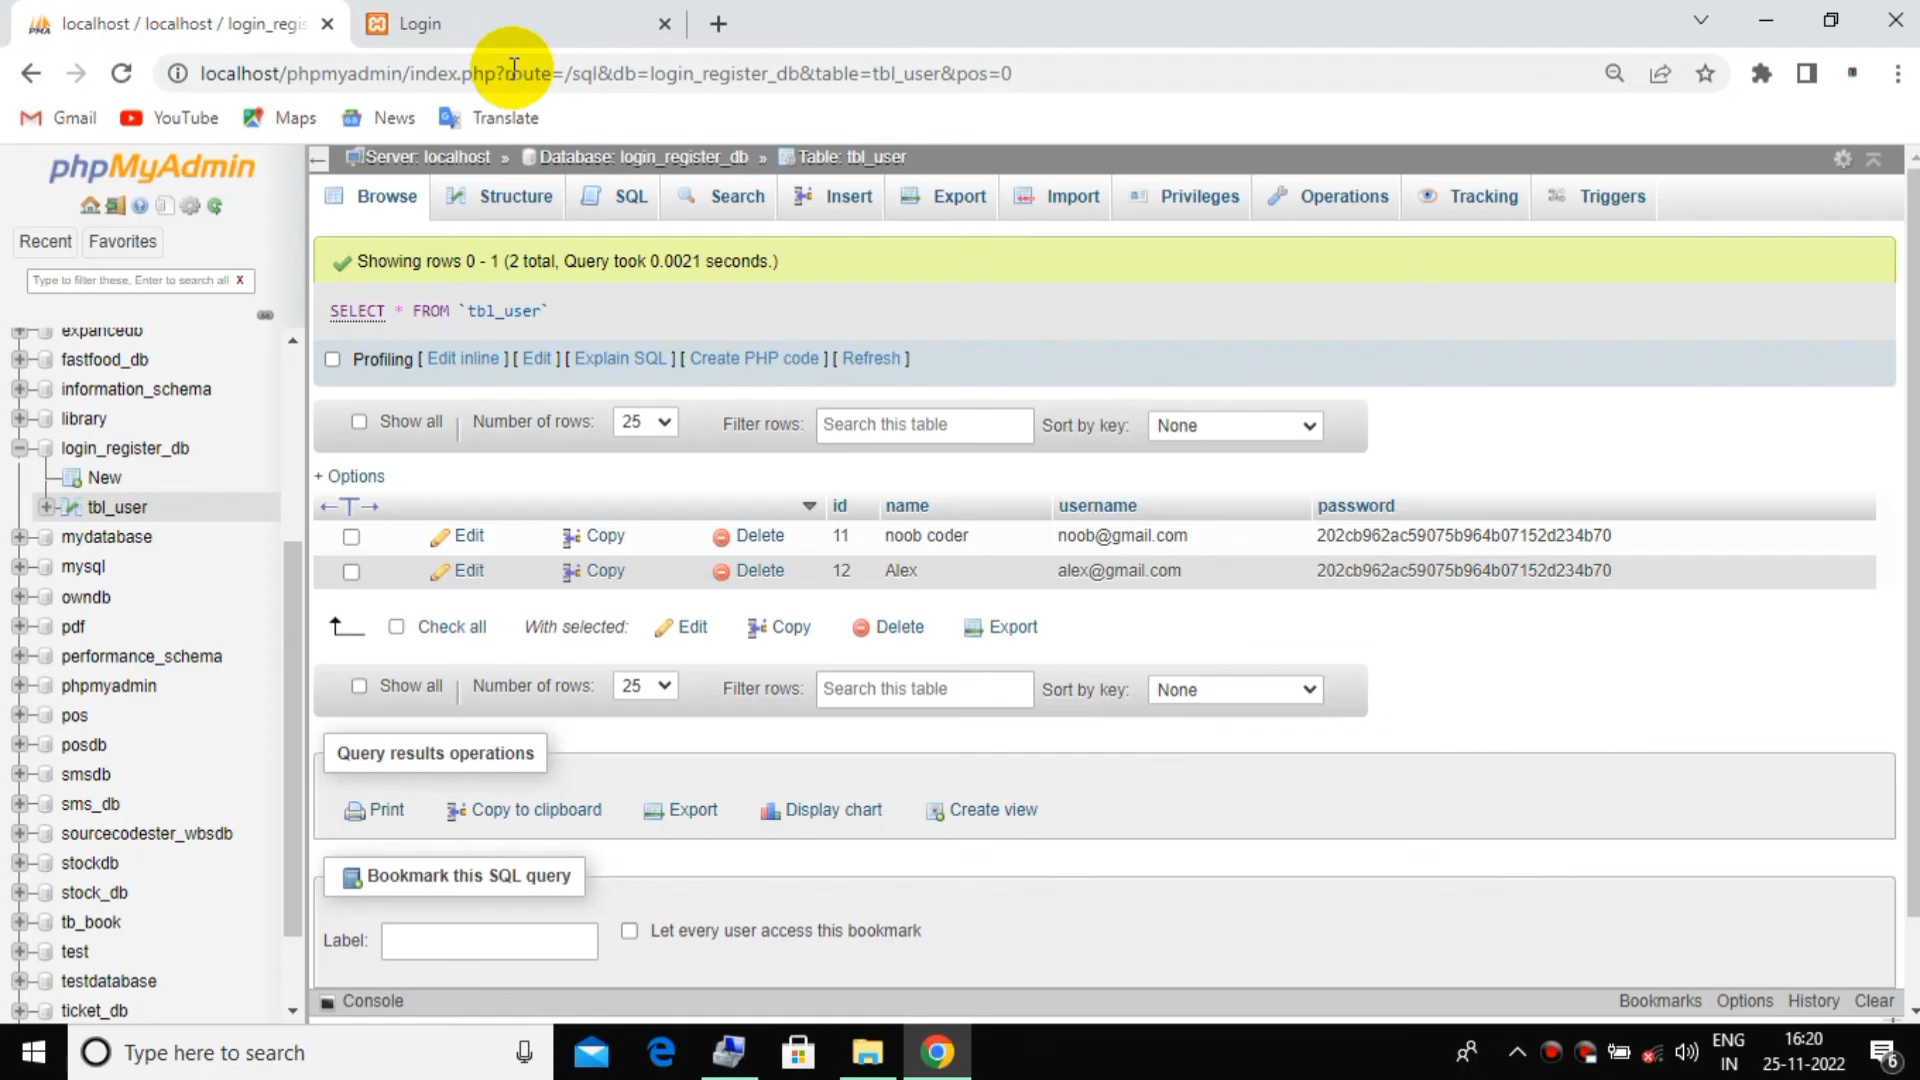 localhost / localhost / login_regis
Login
localhost/phpmyadmin/index.php?route=/sql&db=login_register_db&table=tbl_user&pos=0
Gmail YouTube Maps News Translate
phpMyAdmin
Recent Favorites
Type to filter these, Enter to search all X
expancedb
fastfood_db
information_schema
library
login_register_db
New
tbl_user
mydatabase
mysql
owndb
pdf
performance_schema
phpmyadmin
pos
posdb
smsdb
sms_db
sourcecodester_wbsdb
stockdb
stock_db
tb_book
test
testdatabase
ticket_db
Server: localhost » Database: login_register_db » Table: tbl_user
Browse Structure SQL Search Insert Export Import Privileges Operations Tracking Triggers
Showing rows 0 - 1 (2 total, Query took 0.0021 seconds.)
SELECT * FROM `tbl_user`
Profiling [ Edit inline ] [ Edit ] [ Explain SQL ] [ Create PHP code ] [ Refresh ]
Show all | Number of rows: 25 Filter rows: Search this table Sort by key: None
+ Options
←T→ id name username password
Edit Copy Delete 11 noob coder noob@gmail.com 202cb962ac59075b964b07152d234b70
Edit Copy Delete 12 Alex alex@gmail.com 202cb962ac59075b964b07152d234b70
Check all With selected: Edit Copy Delete Export
Show all | Number of rows: 25 Filter rows: Search this table Sort by key: None
Query results operations
Print Copy to clipboard Export Display chart Create view
Bookmark this SQL query
Label: Let every user access this bookmark
Console Bookmarks Options History Clear
Type here to search
ENG
IN
16:20
25-11-2022
6